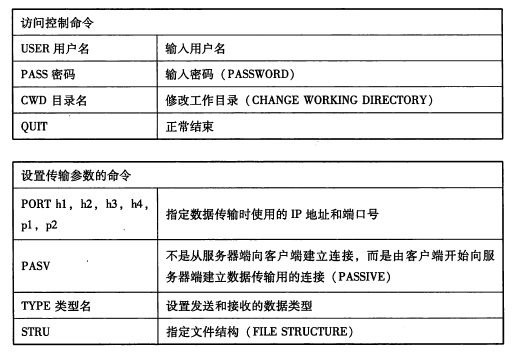 访问控制命令
USER 用户名
输入用户名
PASS 密码
输入密码（PASSWORD）
CWD 目录名
修改工作目录（CHANGE WORKING DIRECTORY）
QUIT
正常结束
设置传输参数的命令
PORT h1，h2，h3，h4，
p1，p2
指定数据传输时使用的 IP 地址和端口号
PASV
不是从服务器端向客户端建立连接，而是由客户端开始向服
务器端建立数据传输用的连接（PASSIVE）
TYPE 类型名
设置发送和接收的数据类型
STRU
指定文件结构（FILE STRUCTURE）